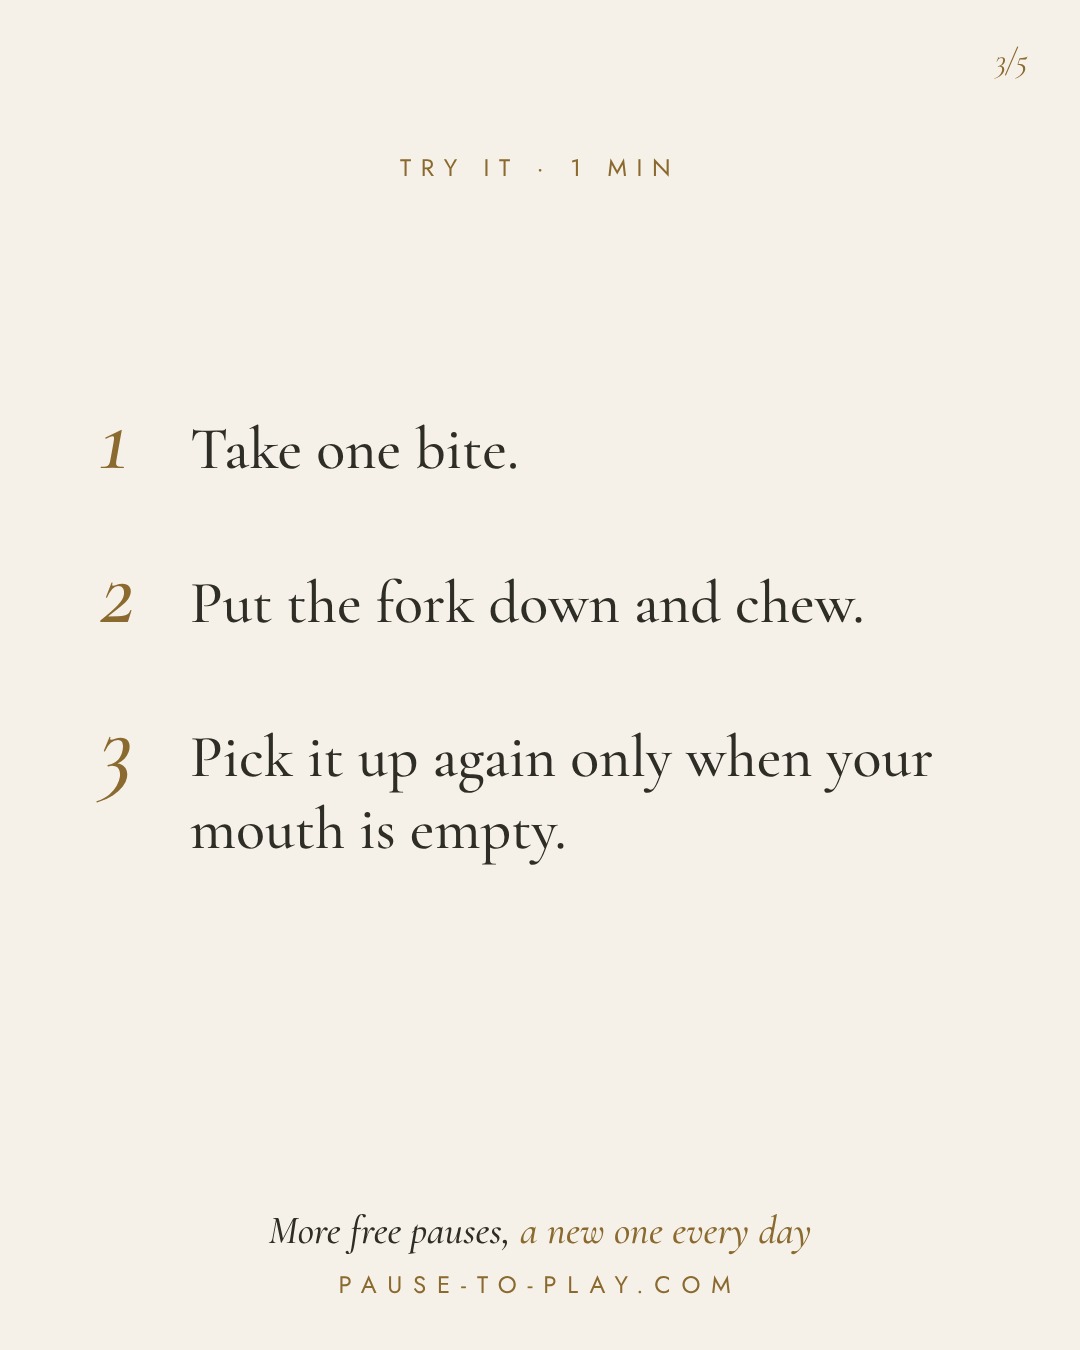 3/5
TRY IT · 1 MIN
1 Take one bite.
2 Put the fork down and chew.
3 Pick it up again only when your
mouth is empty.
More free pauses, a new one every day
PAUSE-TO-PLAY.COM